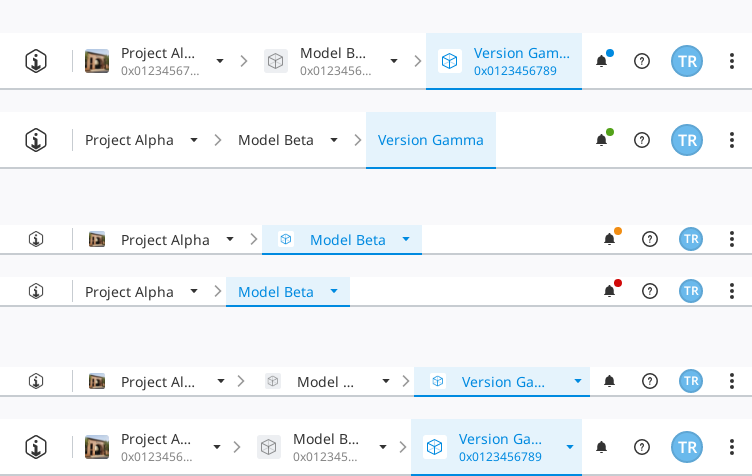 Project Al... Model B... Version Gam... TR
0x01234567... 0x0123456... 0x0123456789
Project Alpha Model Beta Version Gamma TR
Project Alpha Model Beta TR
Project Alpha Model Beta TR
Project Al... Model ... Version Ga... TR
Project A... Model B... Version Ga... TR
0x0123456... 0x012345... 0x0123456789